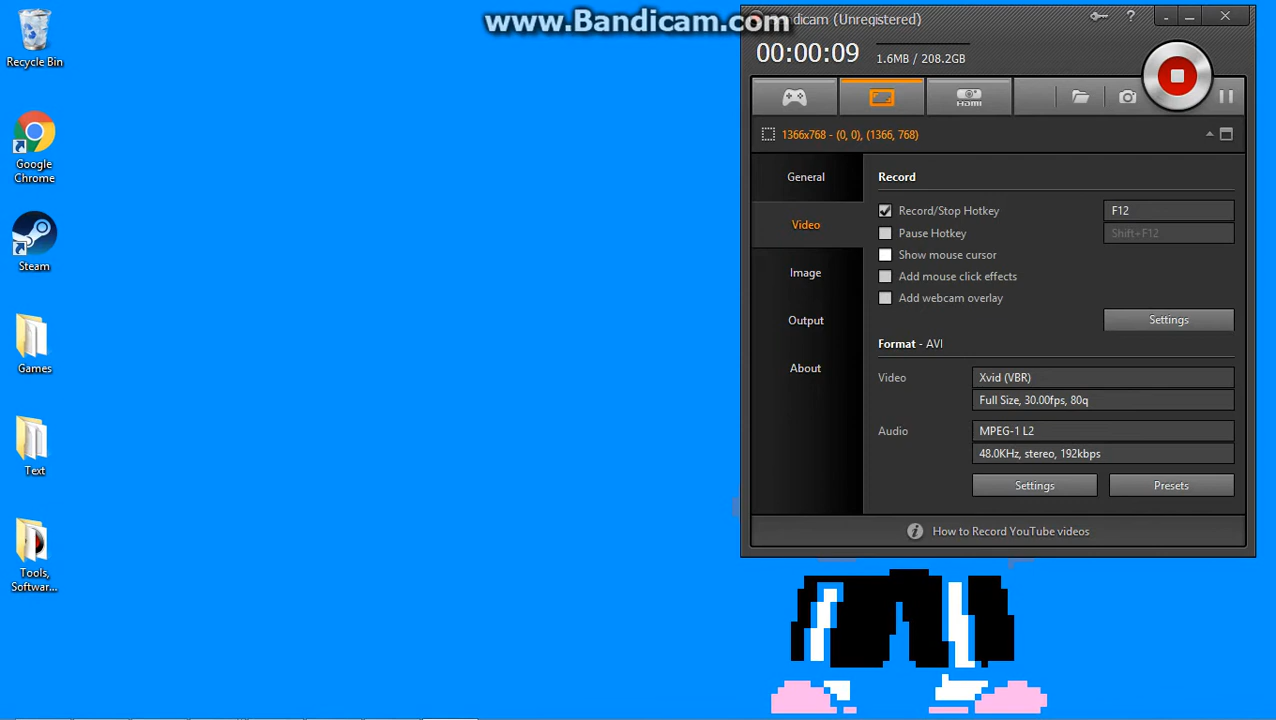 www.Bandicam.com
Recycle Bin
Google
Chrome
Steam
Games
Text
Tools,
Softwar...
(Unregistered)
00:00:09
1.6MB / 208.2GB
?
HDMI
1366x768 - (0, 0), (1366, 768)
General
Video
Image
Output
About
Record
Record/Stop Hotkey
F12
Pause Hotkey
Shift+F12
Show mouse cursor
Add mouse click effects
Add webcam overlay
Settings
Format - AVI
Video
Xvid (VBR)
Full Size, 30.00fps, 80q
Audio
MPEG-1 L2
48.0KHz, stereo, 192kbps
Settings
Presets
How to Record YouTube videos